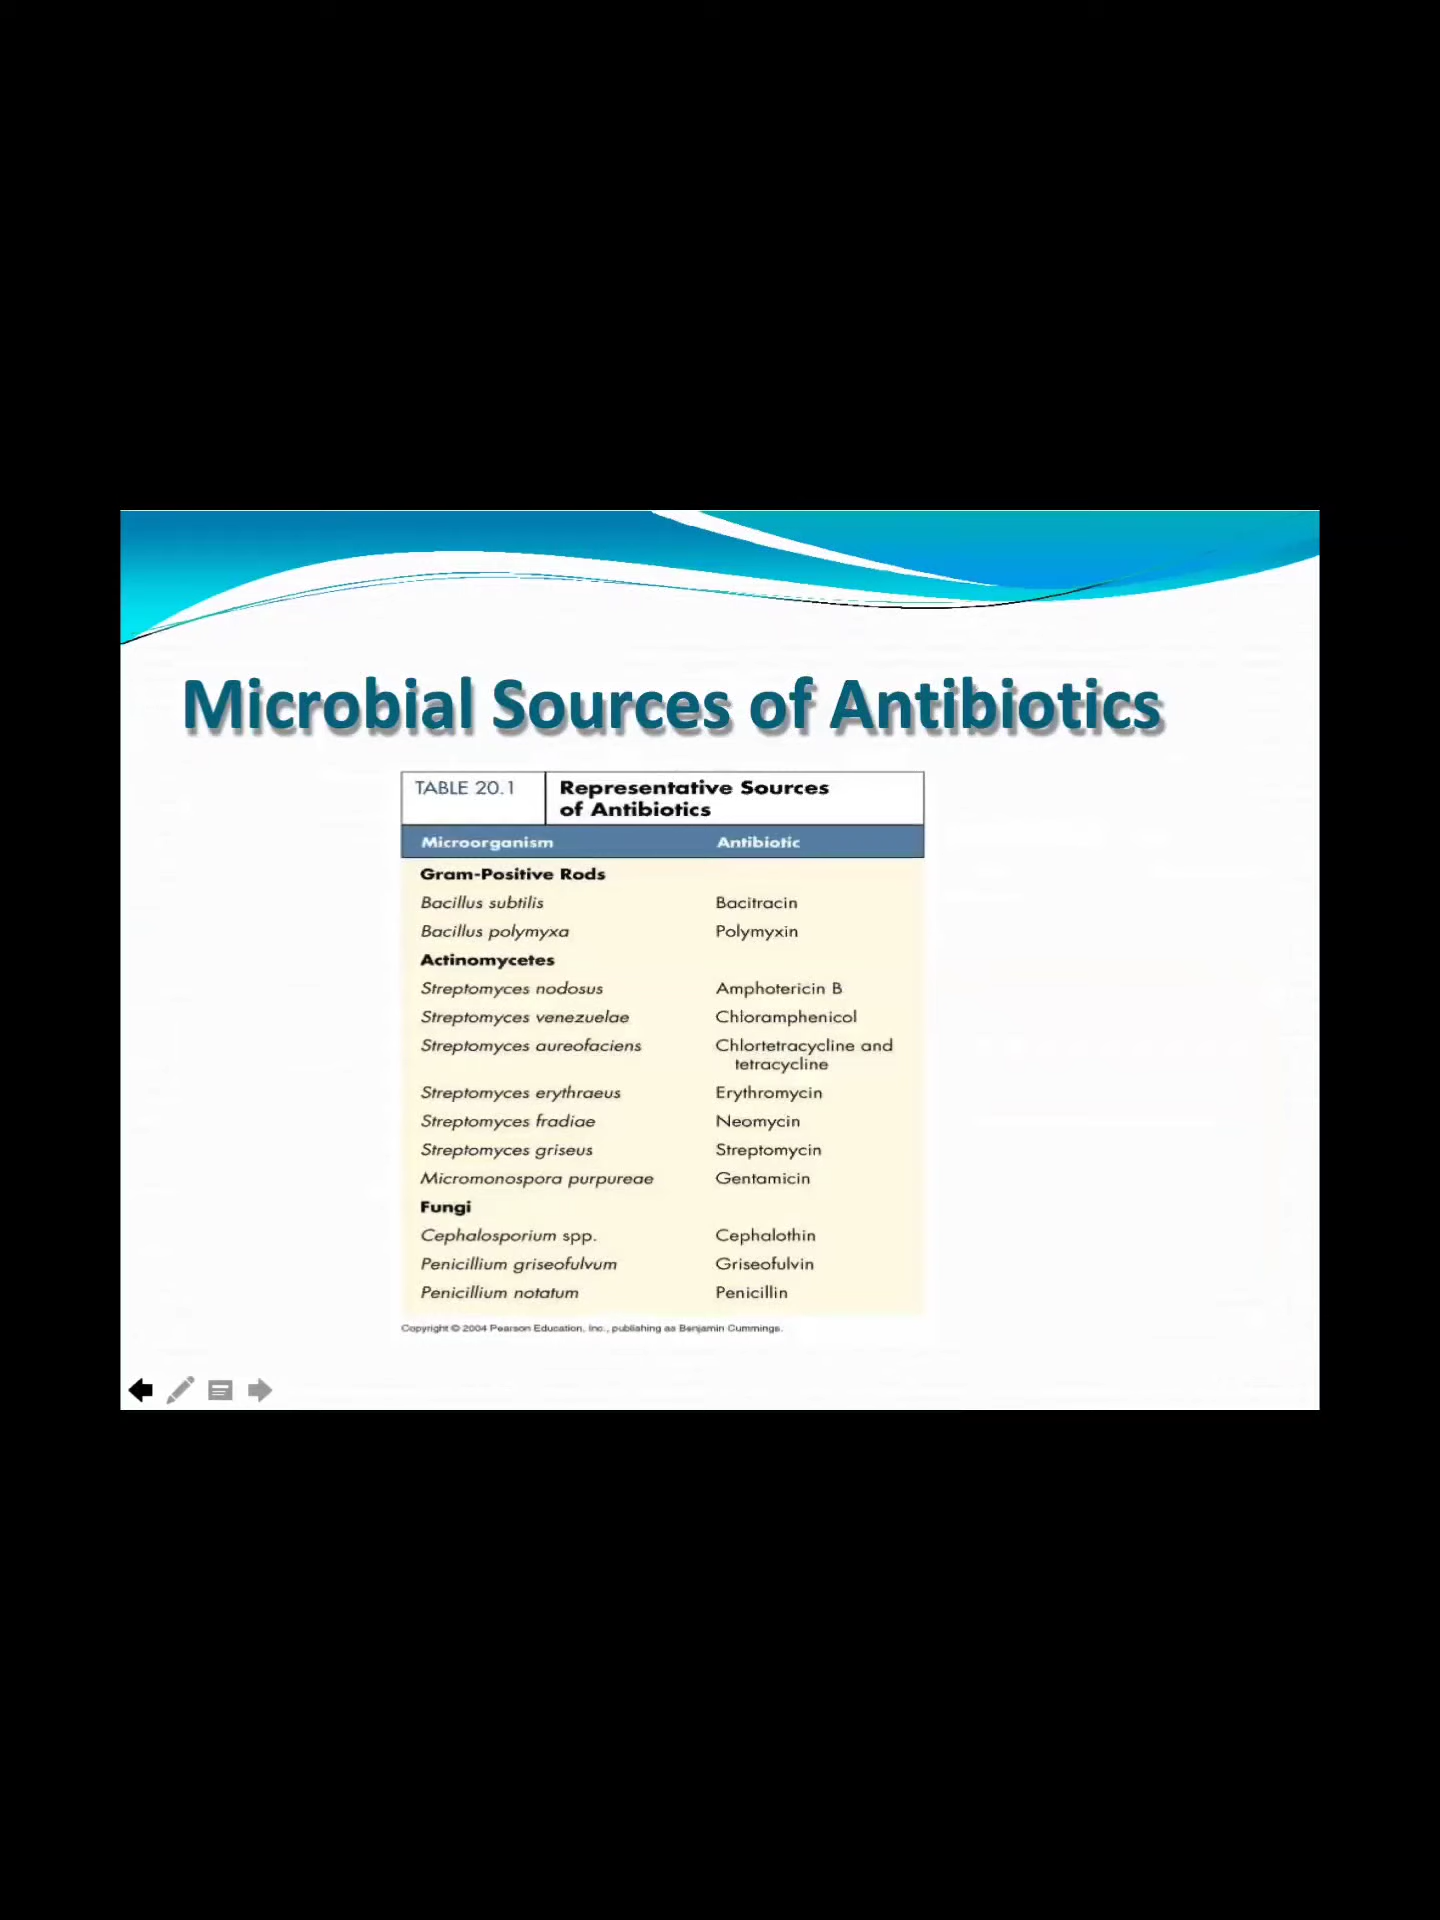 Microbial Sources of Antibiotics
TABLE 20.1
Representative Sources
of Antibiotics
Microorganism Antibiotic
Gram-Positive Rods
Bacillus subtilis Bacitracin
Bacillus polymyxa Polymyxin
Actinomycetes
Streptomyces nodosus Amphotericin B
Streptomyces venezuelae Chloramphenicol
Streptomyces aureofaciens Chlortetracycline and
tetracycline
Streptomyces erythraeus Erythromycin
Streptomyces fradiae Neomycin
Streptomyces griseus Streptomycin
Micromonospora purpureae Gentamicin
Fungi
Cephalosporium spp. Cephalothin
Penicillium griseofulvum Griseofulvin
Penicillium notatum Penicillin
Copyright © 2004 Pearson Education, Inc., publishing as Benjamin Cummings.